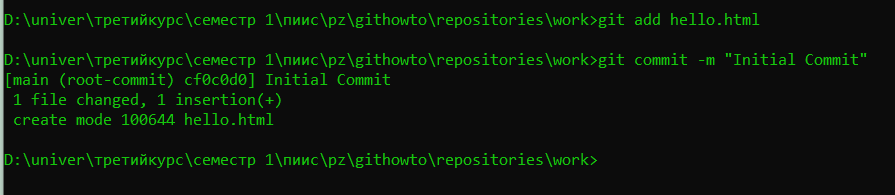 D:\univer\третийкурс\семестр 1\пиис\pz\githowto\repositories\work>git add hello.html
D:\univer\третийкурс\семестр 1\пиис\pz\githowto\repositories\work>git commit -m "Initial Commit"
[main (root-commit) cf0c0d0] Initial Commit
 1 file changed, 1 insertion(+)
 create mode 100644 hello.html
D:\univer\третийкурс\семестр 1\пиис\pz\githowto\repositories\work>